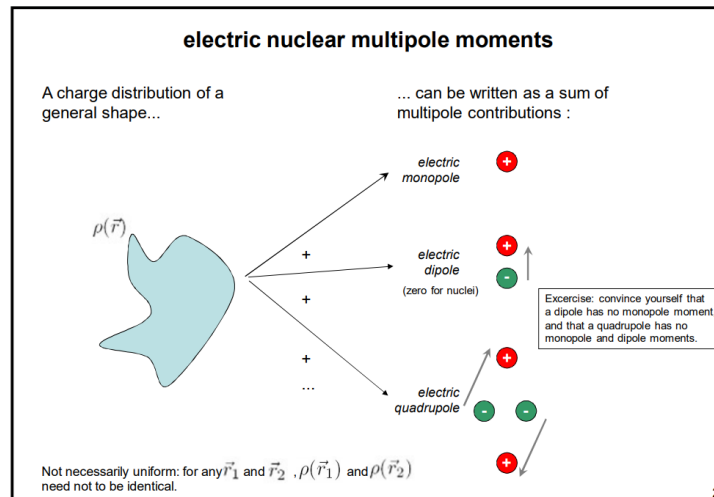 electric nuclear multipole moments
A charge distribution of a
general shape...
... can be written as a sum of
multipole contributions :
electric
monopole
+
ρ(r⃗)
+
electric
dipole
(zero for nuclei)
+
-
+
Excercise: convince yourself that
a dipole has no monopole moment
and that a quadrupole has no
monopole and dipole moments.
+
...
electric
quadrupole
+
- -
+
Not necessarily uniform: for any r⃗₁ and r⃗₂ , ρ(r⃗₁) and ρ(r⃗₂)
need not to be identical.